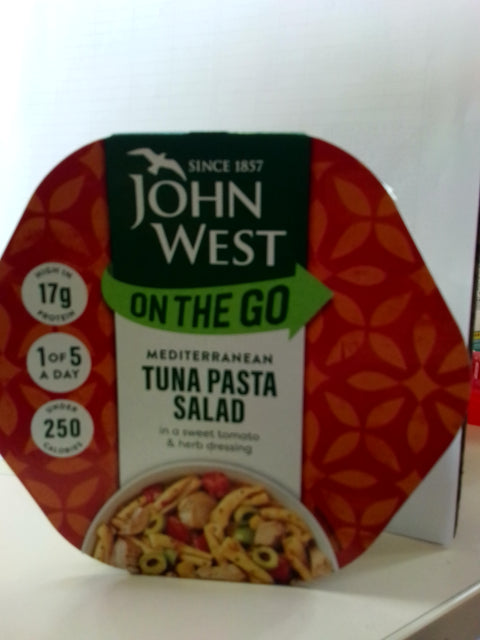 SINCE 1857
JOHN
WEST
ON THE GO
HIGH IN
17g
PROTEIN
1 OF 5
A DAY
UNDER
250
CALORIES
MEDITERRANEAN
TUNA PASTA
SALAD
in a sweet tomato
& herb dressing